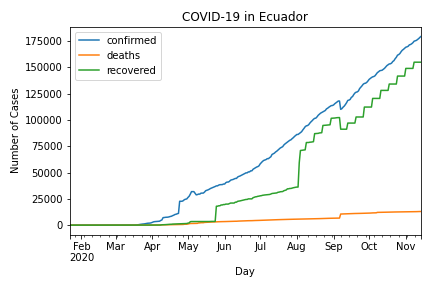 COVID-19 in Ecuador
confirmed
deaths
recovered
Number of Cases
175000
150000
125000
100000
75000
50000
25000
0
Feb Mar Apr May Jun Jul Aug Sep Oct Nov
2020
Day